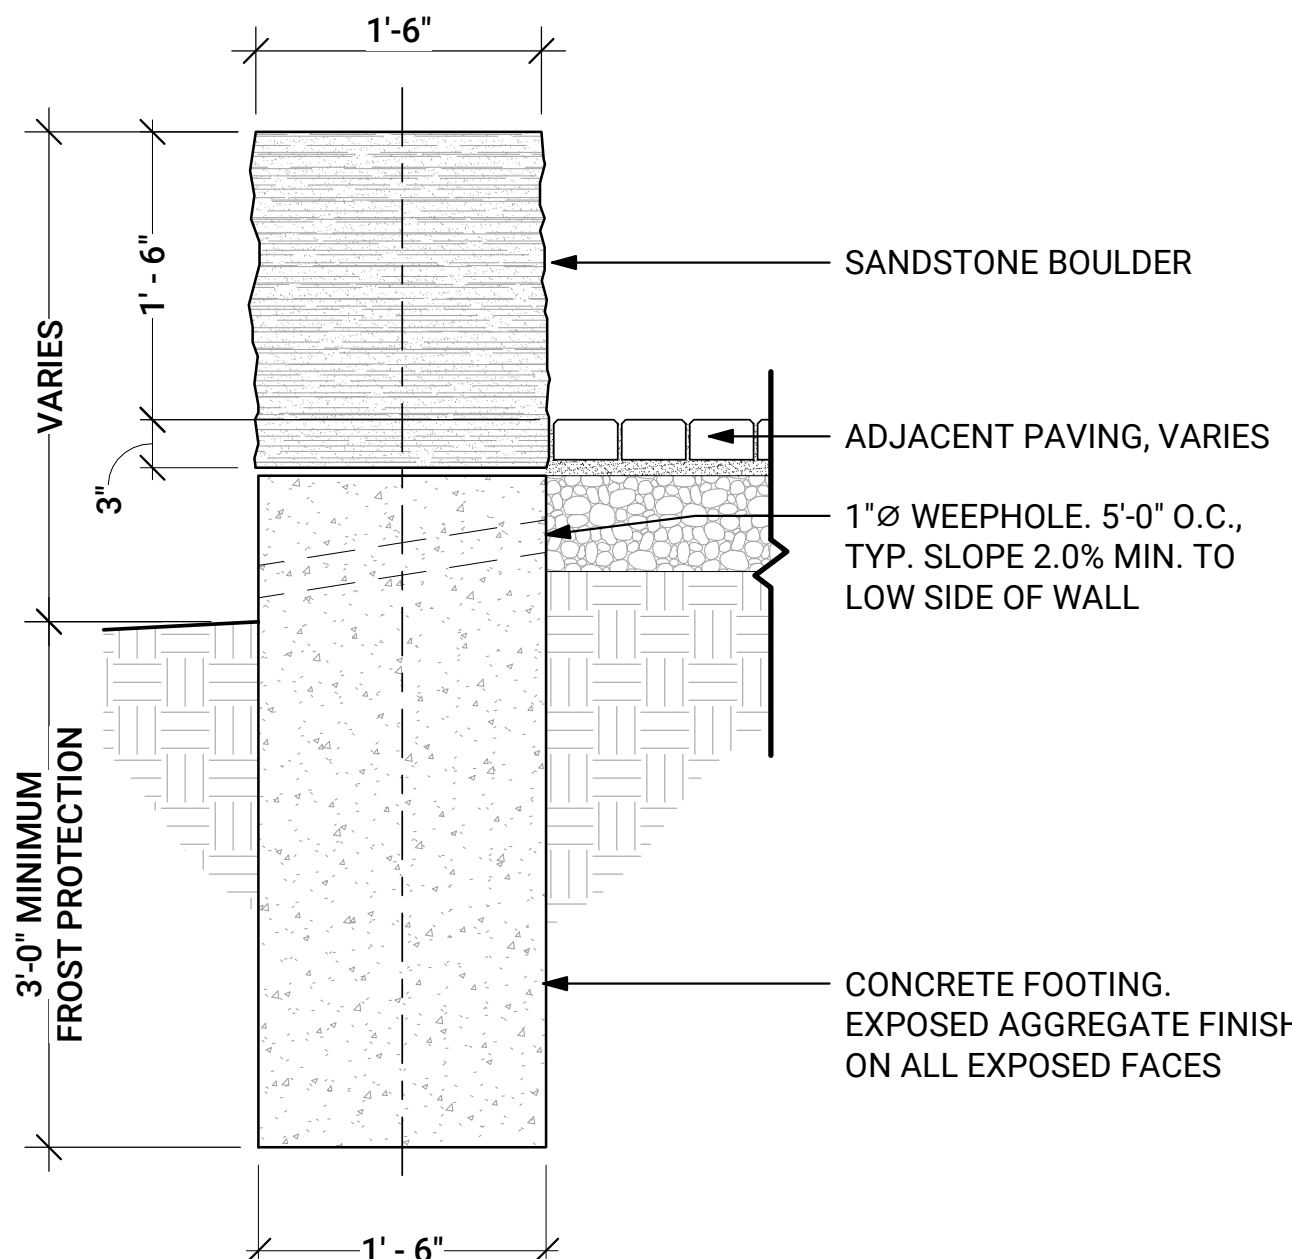 1'-6"
1' - 6"
VARIES
3"
SANDSTONE BOULDER
ADJACENT PAVING, VARIES
1"Ø WEEPHOLE. 5'-0" O.C.,
TYP. SLOPE 2.0% MIN. TO
LOW SIDE OF WALL
3'-0" MINIMUM
FROST PROTECTION
CONCRETE FOOTING.
EXPOSED AGGREGATE FINISH
ON ALL EXPOSED FACES
1' - 6"